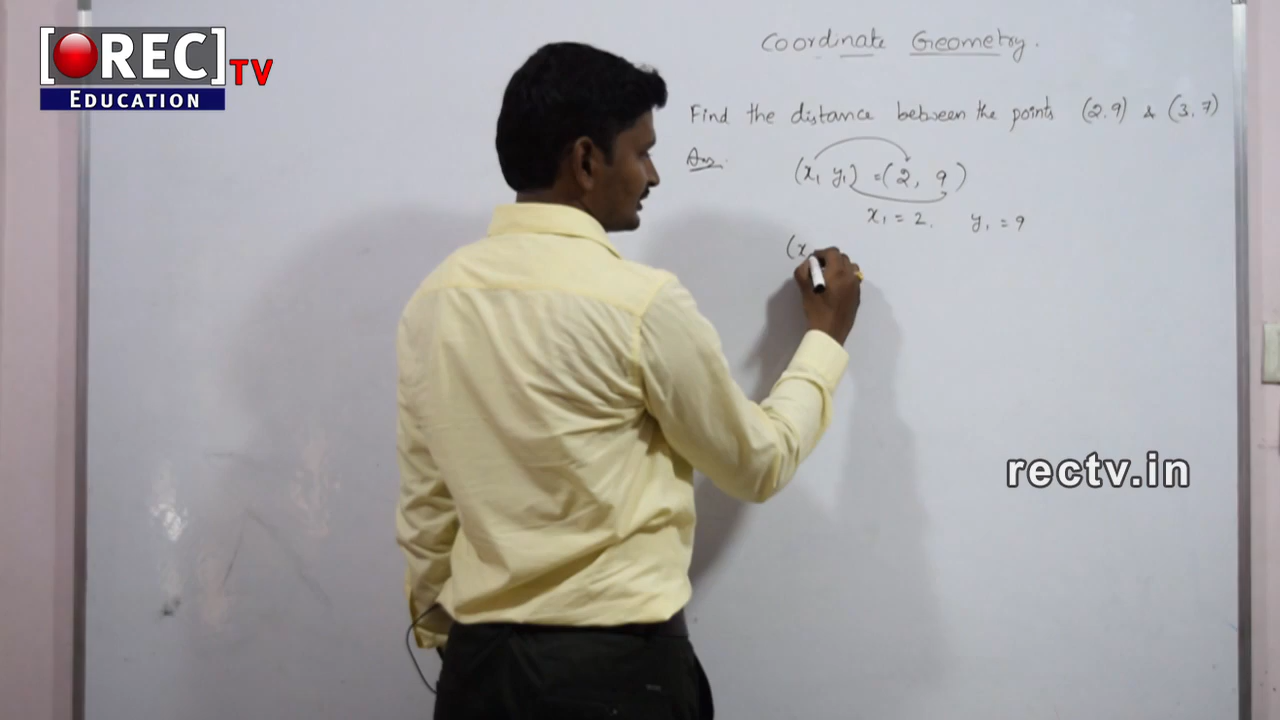 [REC] TV
EDUCATION
Coordinate Geometry.
Find the distance between the points (2,9) & (3,7)
Ans:
(x₁ y₁) = (2, 9)
x₁ = 2. y₁ = 9
(x
rectv.in